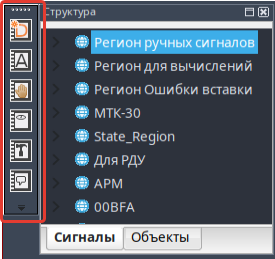 Структура
Регион ручных сигналов
Регион для вычислений
Регион Ошибки вставки
МТК-30
State_Region
Для РДУ
АРМ
00BFA
Сигналы Объекты